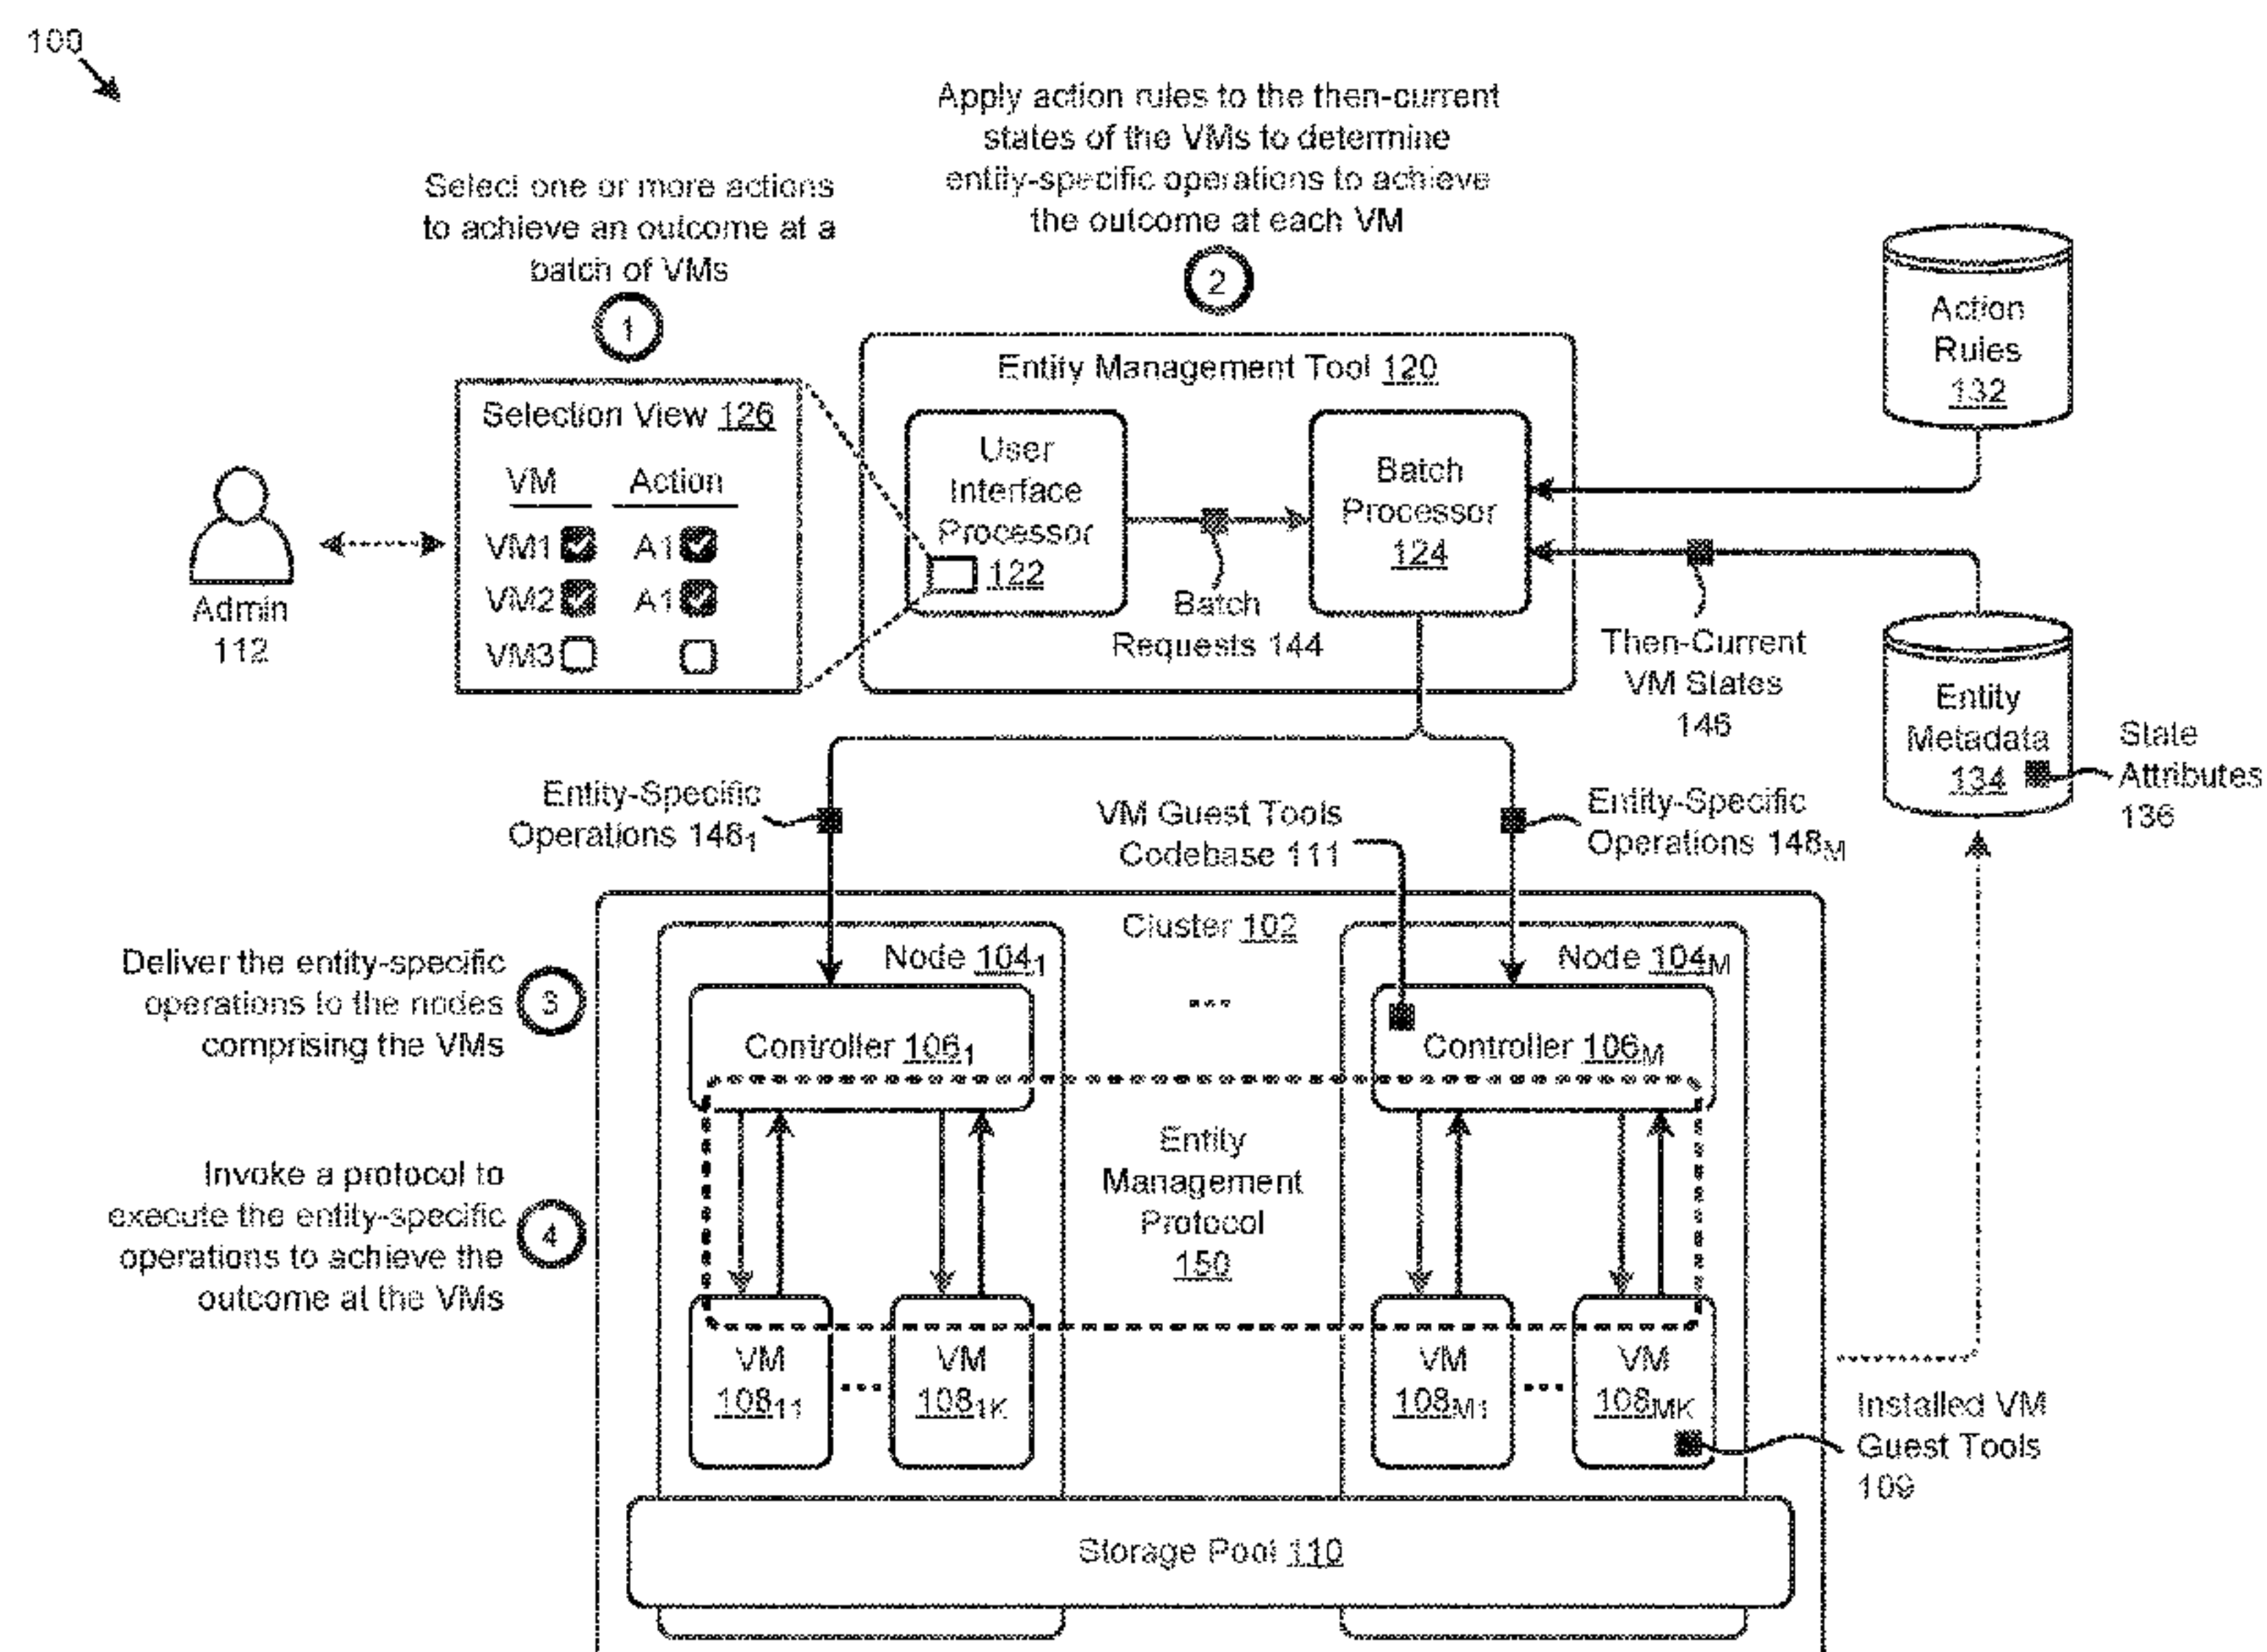 100
Apply action rules to the then-current
states of the VMs to determine
entity-specific operations to achieve
the outcome at each VM
2
Select one or more actions
to achieve an outcome at a
batch of VMs
1
Action
Rules
132
Entity Management Tool 120
Selection View 126
VM Action
VM1 A1
VM2 A1
VM3
Admin
112
User
Interface
Processor
122
Batch
Processor
124
Batch
Requests 144
Then-Current
VM States
146
Entity
Metadata
134
State
Attributes
136
Entity-Specific
Operations 148₁
VM Guest Tools
Codebase 111
Entity-Specific
Operations 148M
Cluster 102
Node 104₁
Node 104M
Deliver the entity-specific
operations to the nodes
comprising the VMs
3
Controller 106₁
...
Controller 106M
Entity
Management
Protocol
150
Invoke a protocol to
execute the entity-specific
operations to achieve the
outcome at the VMs
4
VM
108₁₁
...
VM
1081K
VM
108M1
...
VM
108MK
Installed VM
Guest Tools
109
Storage Pool 110